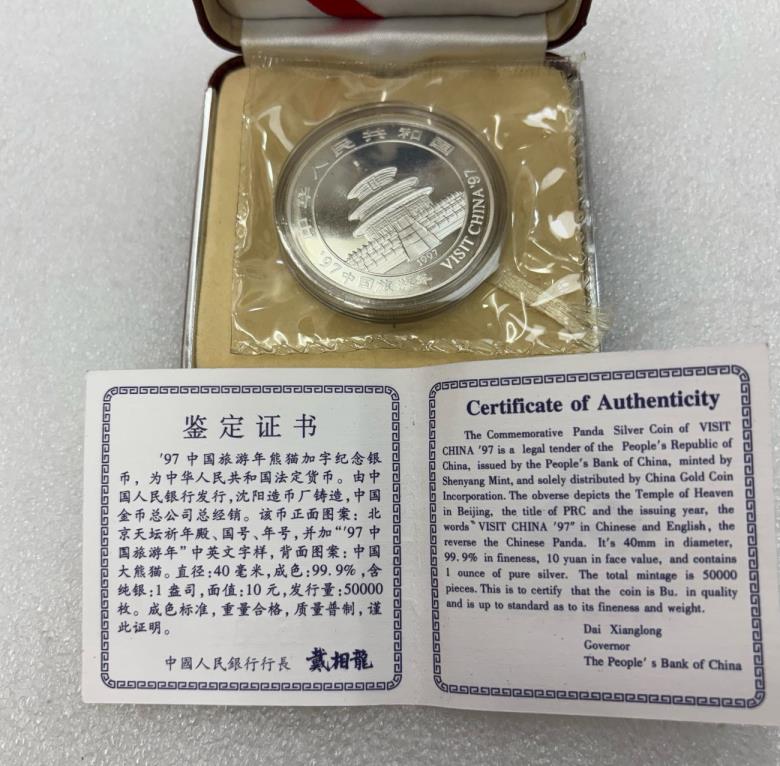 中华人民共和国
'97中国旅游年
1997
VISIT CHINA '97
鉴定证书
'97 中国旅游年熊猫加字纪念银
币，为中华人民共和国法定货币。由中
国人民银行发行，沈阳造币厂铸造，中国
金币总公司总经销。该币正面图案：北
京天坛祈年殿、国号、年号，并加“'97 中
国旅游年”中英文字样，背面图案：中国
大熊猫。直径：40 毫米，成色：99.9%，含
纯银：1 盎司，面值：10 元，发行量：50000
枚。成色标准，重量合格，质量普制，谨
此证明。
中國人民銀行行長 戴相龍
Certificate of Authenticity
The Commemorative Panda Silver Coin of VISIT
CHINA '97 is a legal tender of the People's Republic of
China, issued by the People's Bank of China, minted by
Shenyang Mint, and solely distributed by China Gold Coin
Incorporation. The obverse depicts the Temple of Heaven
in Beijing, the title of PRC and the issuing year, the
words " VISIT CHINA '97" in Chinese and English, the
reverse the Chinese Panda. It's 40mm in diameter,
99.9% in fineness, 10 yuan in face value, and contains
1 ounce of pure silver. The total mintage is 50000
pieces. This is to certify that the coin is Bu. in quality
and is up to standard as to its fineness and weight.
Dai Xianglong
Governor
The People's Bank of China